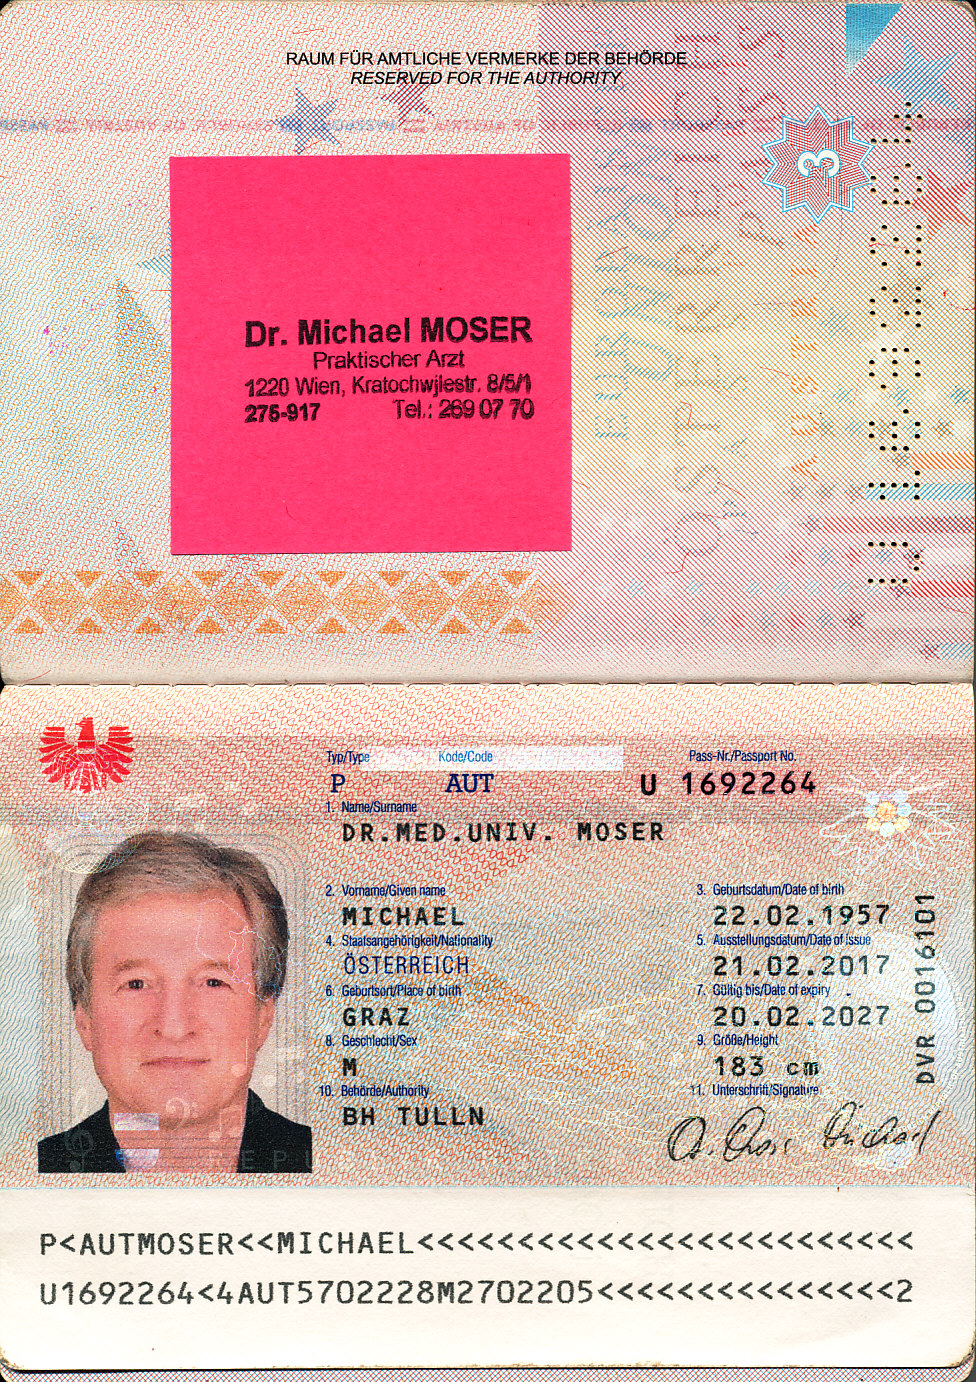 RAUM FÜR AMTLICHE VERMERKE DER BEHÖRDE
RESERVED FOR THE AUTHORITY
3
Dr. Michael MOSER
Praktischer Arzt
1220 Wien, Kratochwjlestr. 8/5/1
275-917 Tel.: 269 07 70
U 1692264
Typ/Type Kode/Code Pass-Nr./Passport No.
P AUT U 1692264
1. Name/Surname
DR.MED.UNIV. MOSER
2. Vorname/Given name 3. Geburtsdatum/Date of birth
MICHAEL 22.02.1957
4. Staatsangehörigkeit/Nationality 5. Ausstellungsdatum/Date of issue
ÖSTERREICH 21.02.2017
6. Geburtsort/Place of birth 7. Gültig bis/Date of expiry
GRAZ 20.02.2027
8. Geschlecht/Sex 9. Größe/Height
M 183 cm
10. Behörde/Authority 11. Unterschrift/Signature
BH TULLN
DVR 0016101
P<AUTMOSER<<MICHAEL<<<<<<<<<<<<<<<<<<<<<<<<<
U1692264<4AUT5702228M2702205<<<<<<<<<<<<<<<2